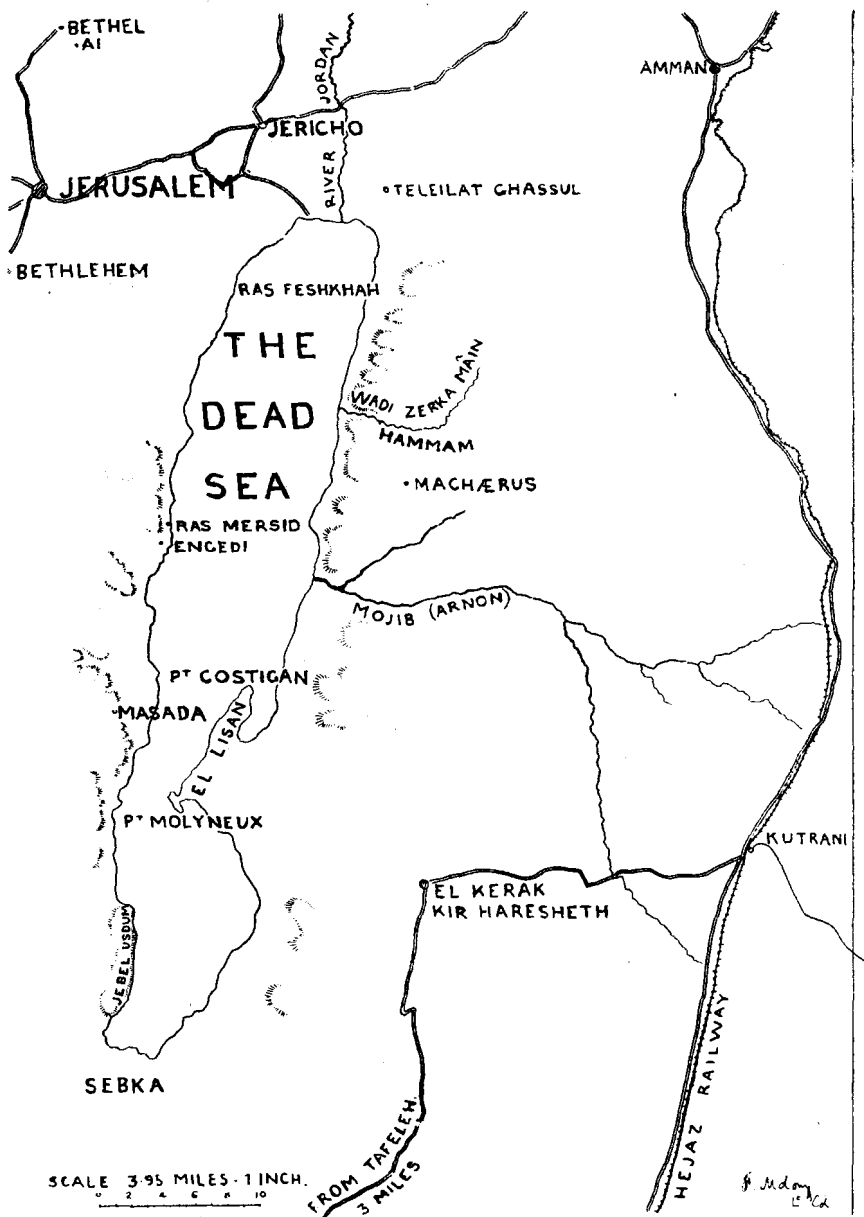 BETHEL
AI
AMMAN
RIVER JORDAN
JERICHO
JERUSALEM
TELEILAT GHASSUL
BETHLEHEM
RAS FESHKHAH
THE
DEAD
SEA
WADI ZERKA MÂIN
HAMMAM
MACHÆRUS
RAS MERSID
ENGEDI
MOJIB (ARNON)
PT COSTIGAN
MASADA
EL LISAN
PT MOLYNEUX
KUTRANI
EL KERAK
KIR HARESHETH
JEBEL USDUM
SEBKA
HEJAZ RAILWAY
FROM TAFELEH.
3 MILES
SCALE 3·95 MILES · 1 INCH.
0 2 4 6 8 10